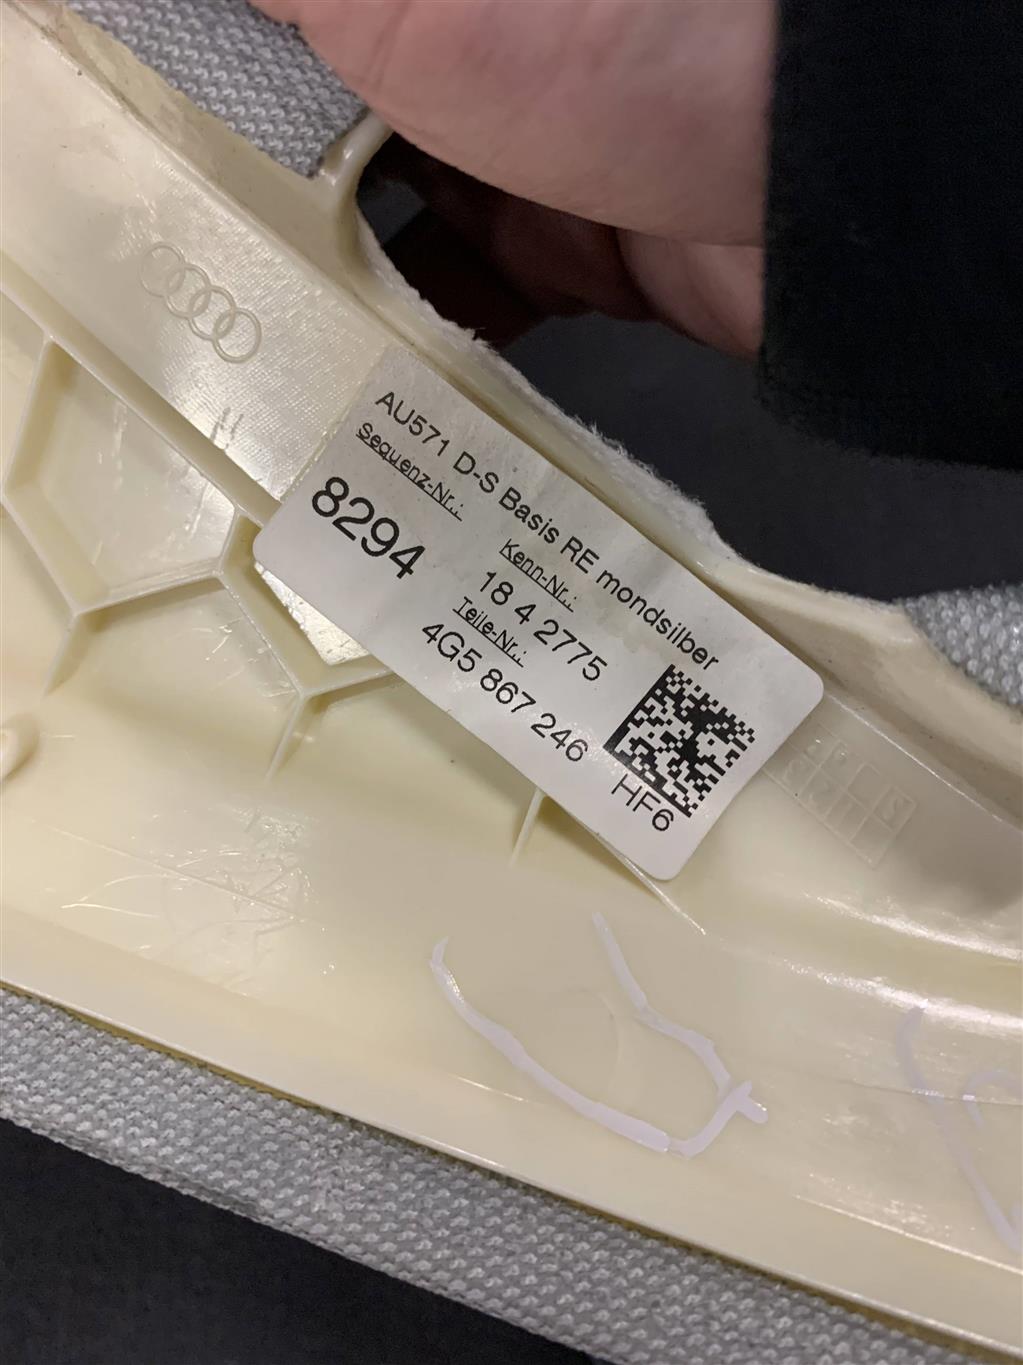 AU571 D-S Basis RE mondsilber
Sequenz-Nr.:
8294
Kenn-Nr.:
18 4 2775
Teile-Nr.:
4G5 867 246
HF6